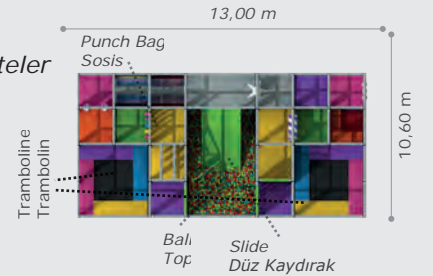 13,00 m
Punch Bag
Sosis
teler
10,60 m
Tramboline
Trambolin
Ball
Top
Slide
Düz Kaydırak